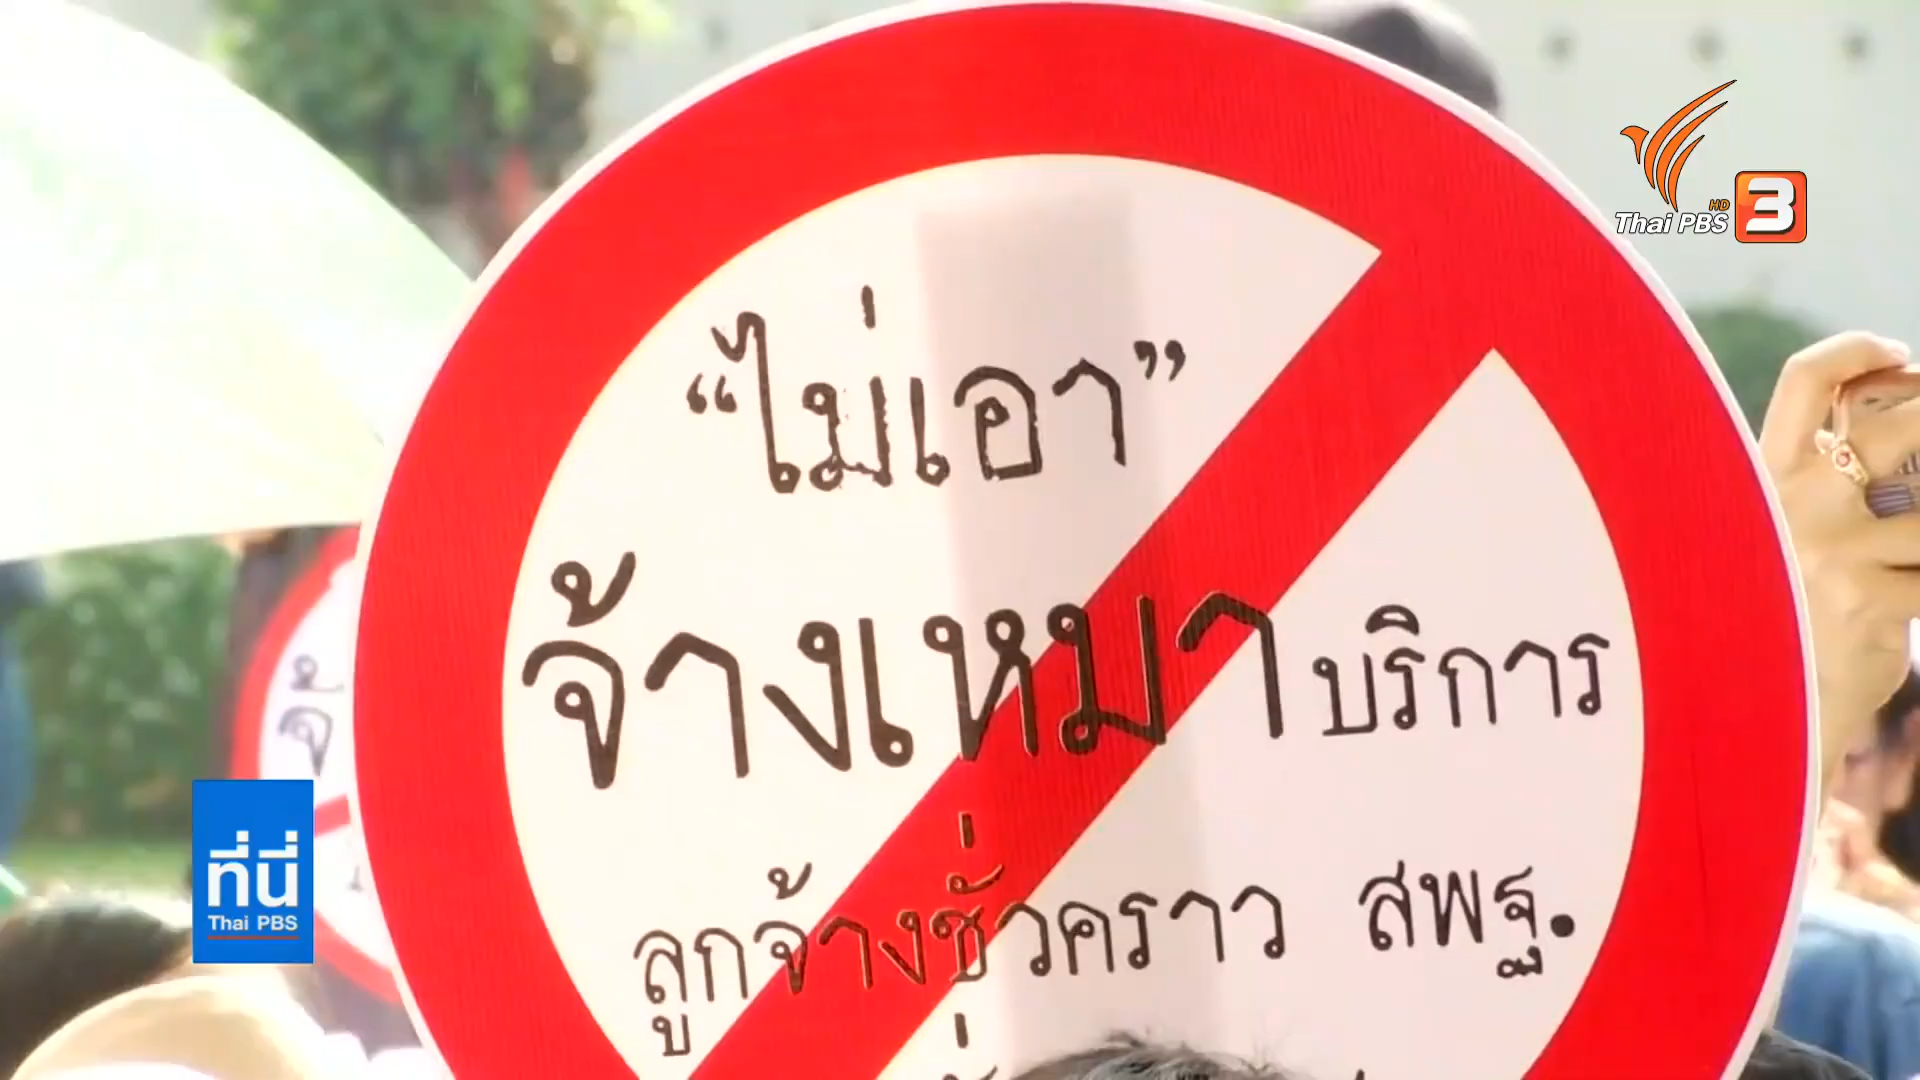 “ไม่เอา”
จ้างเหมาบริการ
ลูกจ้างชั่วคราว สพฐ.
จ้
HD
Thai PBS 3
ที่นี่
Thai PBS